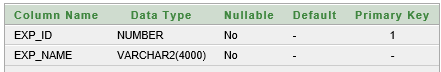 Column Name Data Type Nullable Default Primary Key
EXP_ID NUMBER No - 1
EXP_NAME VARCHAR2(4000) No - -